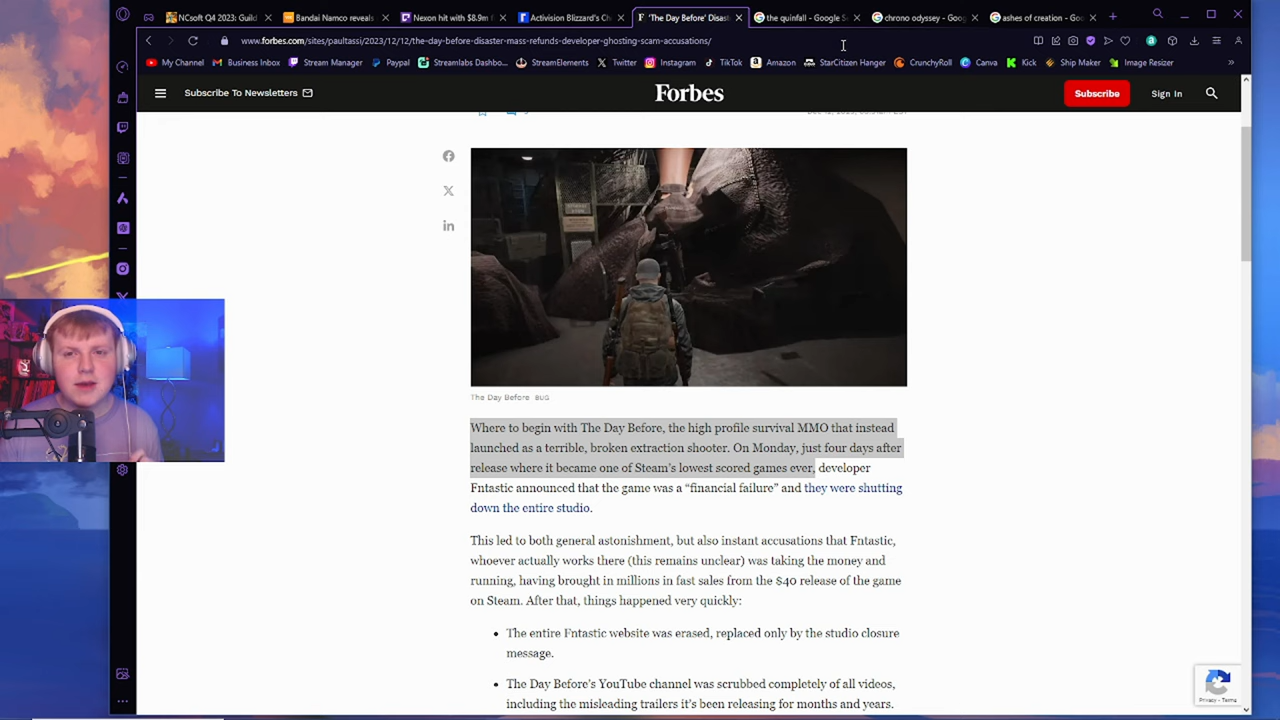 NCsoft Q4 2023: Guild
Bandai Namco reveals
Nexon hit with $8.9m f
Activision Blizzard's Ch
'The Day Before' Disas
the quinfall - Google Se
chrono odyssey - Goog
ashes of creation - Goo
www.forbes.com/sites/paultassi/2023/12/12/the-day-before-disaster-mass-refunds-developer-ghosting-scam-accusations/
My Channel
Business Inbox
Stream Manager
Paypal
Streamlabs Dashbo...
StreamElements
Twitter
Instagram
TikTok
Amazon
StarCitizen Hanger
CrunchyRoll
Canva
Kick
Ship Maker
Image Resizer
Subscribe To Newsletters
Forbes
Subscribe
Sign In
The Day Before BUG
Where to begin with The Day Before, the high profile survival MMO that instead
launched as a terrible, broken extraction shooter. On Monday, just four days after
release where it became one of Steam's lowest scored games ever, developer
Fntastic announced that the game was a “financial failure” and they were shutting
down the entire studio.
This led to both general astonishment, but also instant accusations that Fntastic,
whoever actually works there (this remains unclear) was taking the money and
running, having brought in millions in fast sales from the $40 release of the game
on Steam. After that, things happened very quickly:
• The entire Fntastic website was erased, replaced only by the studio closure
message.
• The Day Before's YouTube channel was scrubbed completely of all videos,
including the misleading trailers it's been releasing for months and years.
Privacy - Terms